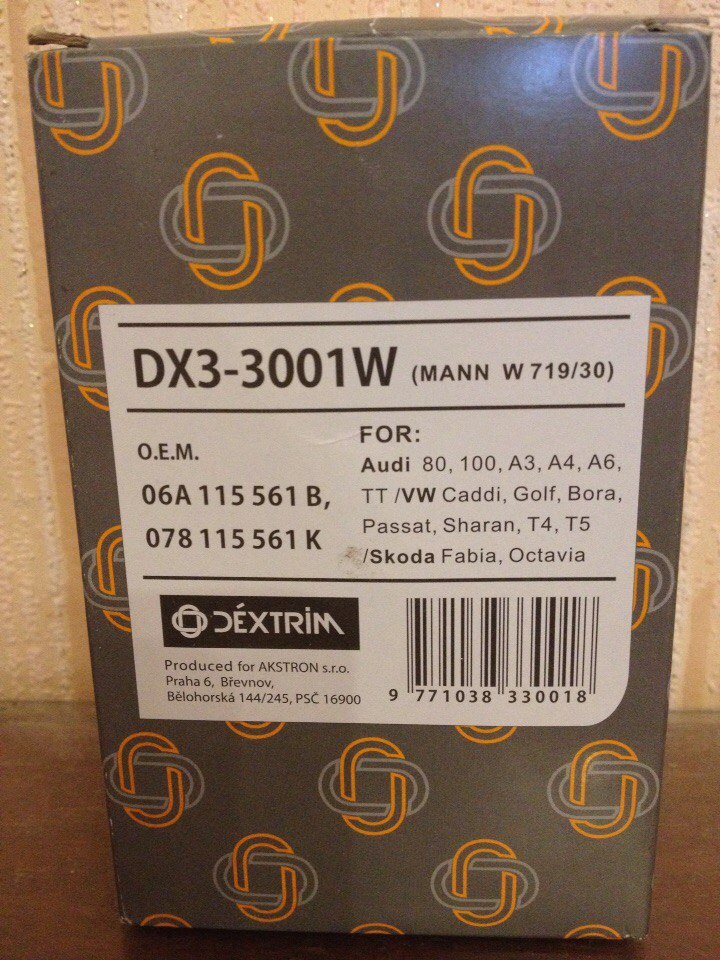 DX3-3001W (MANN W 719/30)
O.E.M.
06A 115 561 B,
078 115 561 K
FOR:
Audi 80, 100, A3, A4, A6,
TT /VW Caddi, Golf, Bora,
Passat, Sharan, T4, T5
/Skoda Fabia, Octavia
DÉXTRİM
Produced for AKSTRON s.r.o.
Praha 6, Břevnov,
Bělohorská 144/245, PSČ 16900
9 771038 330018